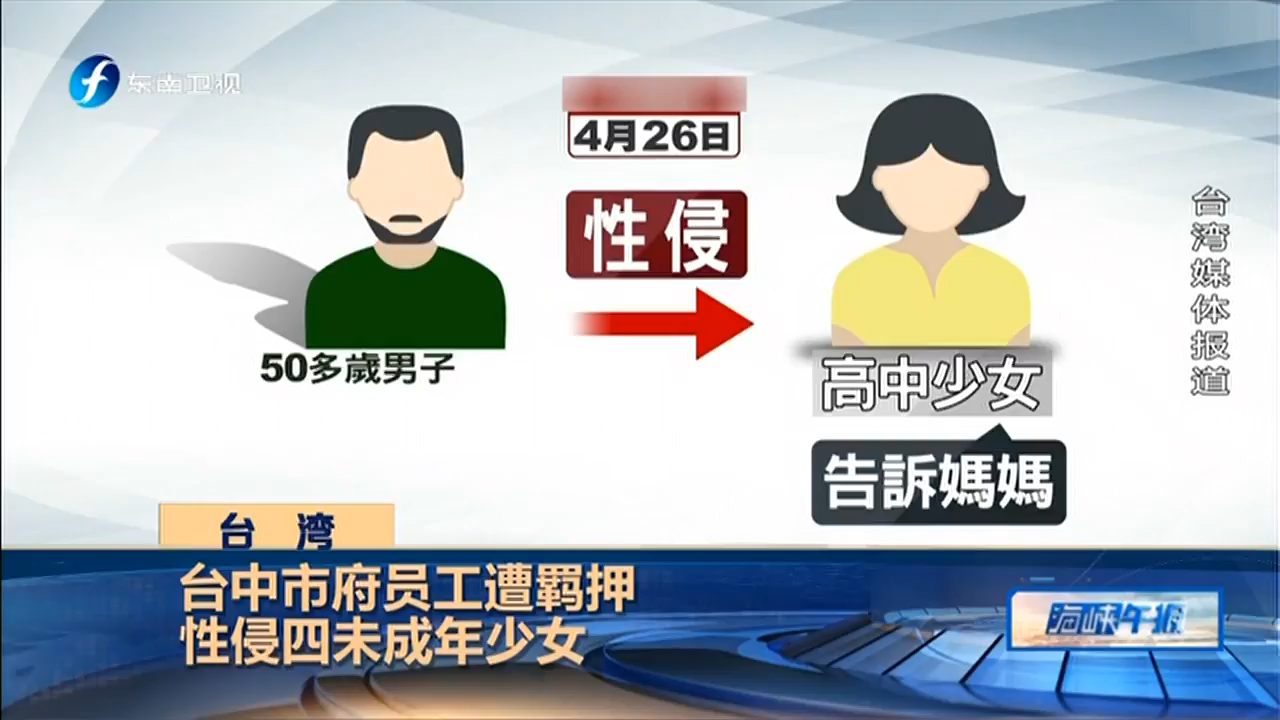 东南卫视
4月26日
性侵
50多歲男子
高中少女
告訴媽媽
台湾媒体报道
台湾
台中市府员工遭羁押
性侵四未成年少女
海峡午报